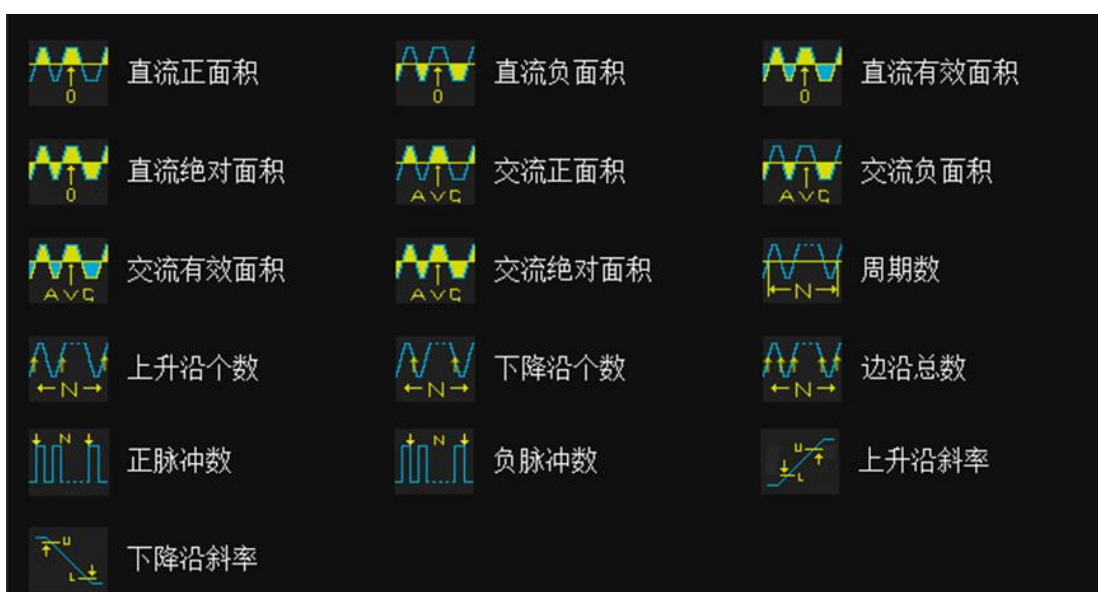 0 直流正面积 0 直流负面积 0 直流有效面积
0 直流绝对面积 AVG 交流正面积 AVG 交流负面积
AVG 交流有效面积 AVG 交流绝对面积 N 周期数
N 上升沿个数 N 下降沿个数 N 边沿总数
N 正脉冲数 N 负脉冲数 U L 上升沿斜率
U L 下降沿斜率